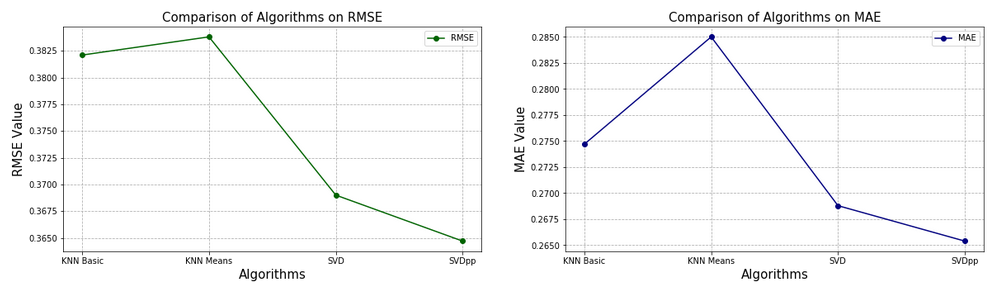 Comparison of Algorithms on RMSE
RMSE
RMSE Value
0.3825
0.3800
0.3775
0.3750
0.3725
0.3700
0.3675
0.3650
KNN Basic
KNN Means
SVD
SVDpp
Algorithms
Comparison of Algorithms on MAE
MAE
MAE Value
0.2850
0.2825
0.2800
0.2775
0.2750
0.2725
0.2700
0.2675
0.2650
KNN Basic
KNN Means
SVD
SVDpp
Algorithms